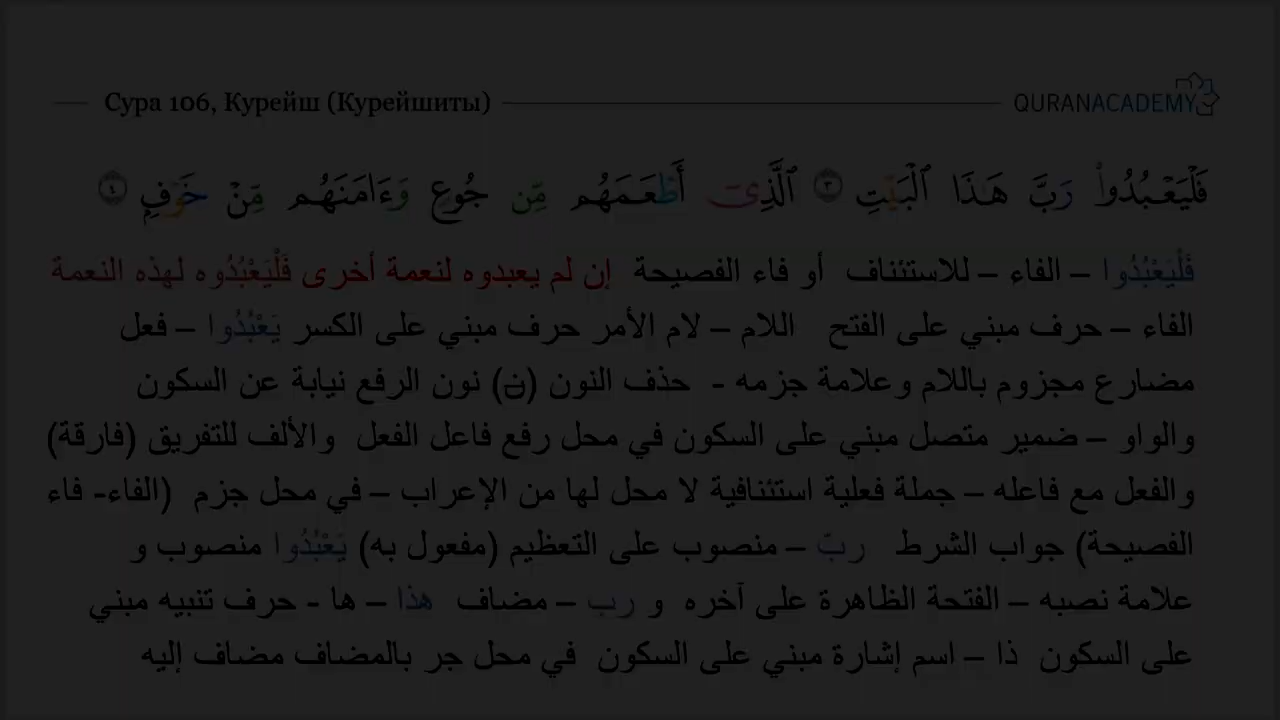 Сура 106, Курейш (Курейшиты)
QURANACADEMY
فَلْيَعْبُدُوا۟ رَبَّ هَـٰذَا ٱلْبَيْتِ ٣ ٱلَّذِىٓ أَطْعَمَهُم مِّن جُوعٍ وَءَامَنَهُم مِّنْ خَوْفٍۭ ٤
فَلْيَعْبُدُوا – الفاء – للاستئناف أو فاء الفصيحة إن لم يعبدوه لنعمة أخرى فَلْيَعْبُدُوه لهذه النعمة
الفاء – حرف مبني على الفتح اللام – لام الأمر حرف مبني على الكسر يَعْبُدُوا – فعل
مضارع مجزوم باللام وعلامة جزمه - حذف النون (ن) نون الرفع نيابة عن السكون
والواو – ضمير متصل مبني على السكون في محل رفع فاعل الفعل والألف للتفريق (فارقة)
والفعل مع فاعله – جملة فعلية استئنافية لا محل لها من الإعراب – في محل جزم (الفاء- فاء
الفصيحة) جواب الشرط ربّ – منصوب على التعظيم (مفعول به) يَعْبُدُوا منصوب و
علامة نصبه – الفتحة الظاهرة على آخره و رب – مضاف هذا – ها - حرف تنبيه مبني
على السكون ذا – اسم إشارة مبني على السكون في محل جر بالمضاف مضاف إليه